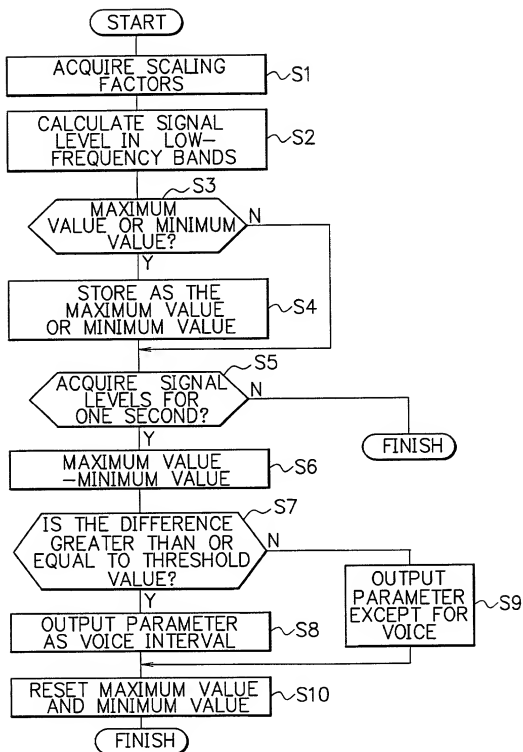 START
ACQUIRE SCALING
FACTORS
S1
CALCULATE SIGNAL
LEVEL IN LOW-
FREQUENCY BANDS
S2
S3
MAXIMUM
VALUE OR MINIMUM
VALUE?
N
Y
STORE AS THE
MAXIMUM VALUE
OR MINIMUM VALUE
S4
S5
ACQUIRE SIGNAL
LEVELS FOR
ONE SECOND?
N
Y
FINISH
MAXIMUM VALUE
-MINIMUM VALUE
S6
S7
IS THE DIFFERENCE
GREATER THAN OR
EQUAL TO THRESHOLD
VALUE?
N
Y
OUTPUT
PARAMETER
EXCEPT FOR
VOICE
S9
OUTPUT PARAMETER
AS VOICE INTERVAL
S8
RESET MAXIMUM VALUE
AND MINIMUM VALUE
S10
FINISH